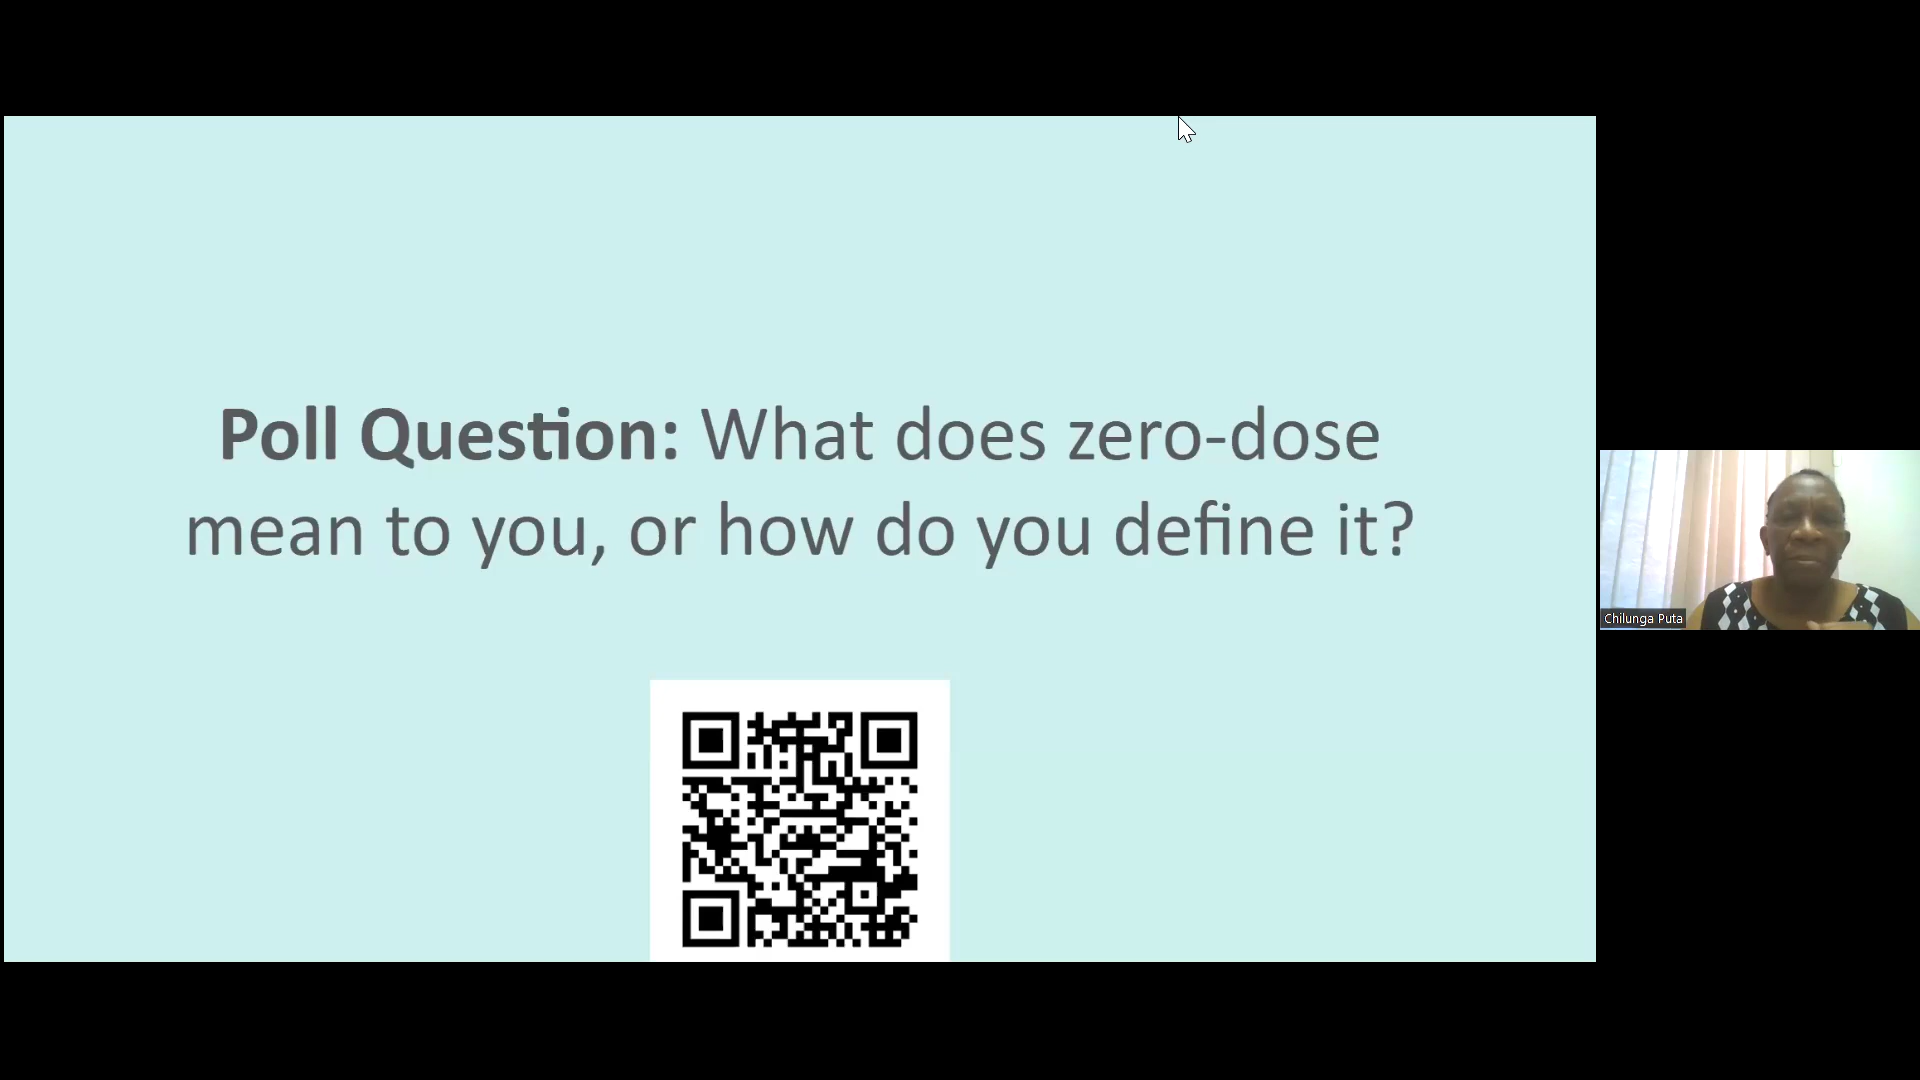 Poll Question: What does zero-dose
mean to you, or how do you define it?
Chilunga Puta